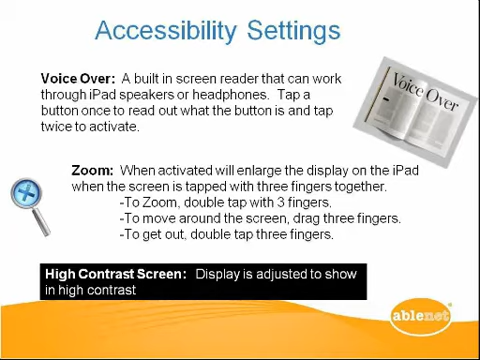 Accessibility Settings
Voice Over: A built in screen reader that can work
through iPad speakers or headphones. Tap a
button once to read out what the button is and tap
twice to activate.
Voice Over
Zoom: When activated will enlarge the display on the iPad
when the screen is tapped with three fingers together.
-To Zoom, double tap with 3 fingers,
-To move around the screen, drag three fingers.
-To get out, double tap three fingers.
High Contrast Screen: Display is adjusted to show
in high contrast
ablenet